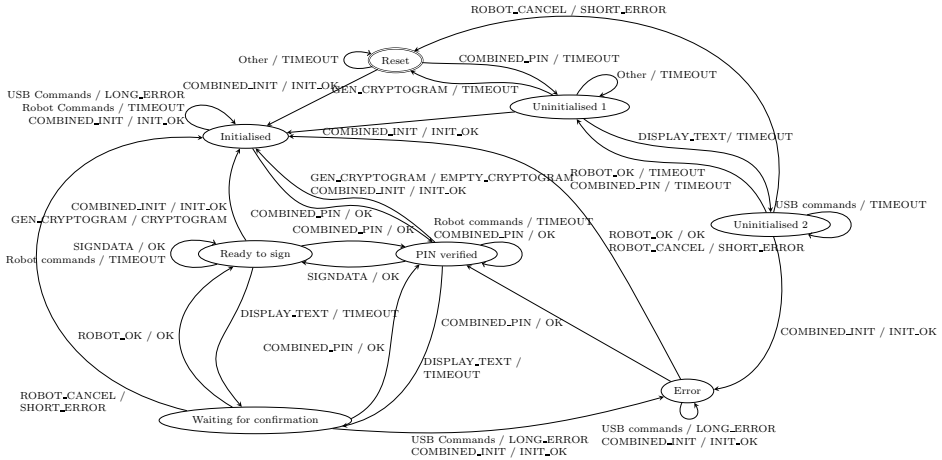 ROBOT_CANCEL / SHORT_ERROR
Other / TIMEOUT
Reset
COMBINED_PIN / TIMEOUT
Other / TIMEOUT
COMBINED_INIT / INIT_OK
GEN_CRYPTOGRAM / TIMEOUT
USB Commands / LONG_ERROR
Robot Commands / TIMEOUT
COMBINED_INIT / INIT_OK
Uninitialised 1
Initialised
COMBINED_INIT / INIT_OK
DISPLAY_TEXT/ TIMEOUT
GEN_CRYPTOGRAM / EMPTY_CRYPTOGRAM
COMBINED_INIT / INIT_OK
ROBOT_OK / TIMEOUT
COMBINED_PIN / TIMEOUT
COMBINED_INIT / INIT_OK
GEN_CRYPTOGRAM / CRYPTOGRAM
COMBINED_PIN / OK
USB commands / TIMEOUT
Uninitialised 2
COMBINED_PIN / OK
Robot commands / TIMEOUT
COMBINED_PIN / OK
ROBOT_OK / OK
ROBOT_CANCEL / SHORT_ERROR
SIGNDATA / OK
Robot commands / TIMEOUT
Ready to sign
PIN verified
SIGNDATA / OK
DISPLAY_TEXT / TIMEOUT
COMBINED_PIN / OK
ROBOT_OK / OK
COMBINED_PIN / OK
COMBINED_INIT / INIT_OK
DISPLAY_TEXT /
TIMEOUT
Error
ROBOT_CANCEL /
SHORT_ERROR
Waiting for confirmation
USB commands / LONG_ERROR
COMBINED_INIT / INIT_OK
USB Commands / LONG_ERROR
COMBINED_INIT / INIT_OK